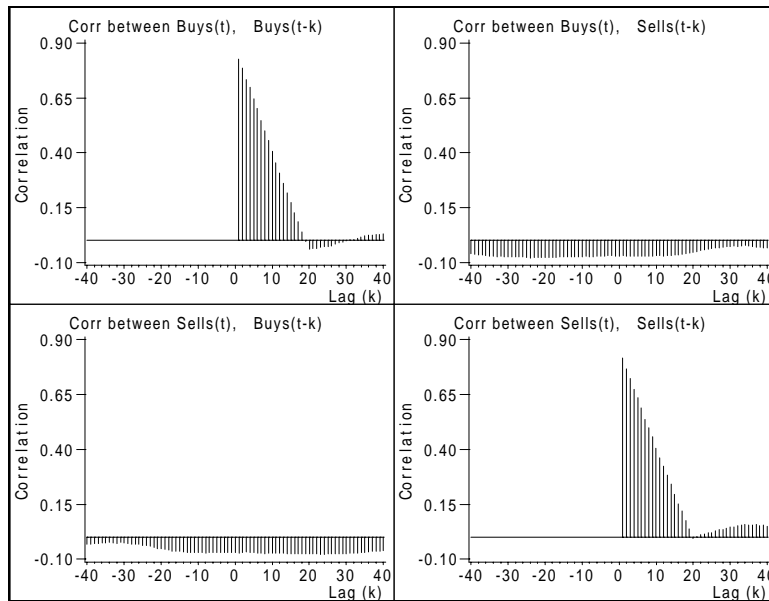 Corr between Buys(t), Buys(t-k)
0.90
0.65
0.40
0.15
-0.10
Correlation
-40 -30 -20 -10 0 10 20 30 40
Lag (k)
Corr between Buys(t), Sells(t-k)
0.90
0.65
0.40
0.15
-0.10
Correlation
-40 -30 -20 -10 0 10 20 30 40
Lag (k)
Corr between Sells(t), Buys(t-k)
0.90
0.65
0.40
0.15
-0.10
Correlation
-40 -30 -20 -10 0 10 20 30 40
Lag (k)
Corr between Sells(t), Sells(t-k)
0.90
0.65
0.40
0.15
-0.10
Correlation
-40 -30 -20 -10 0 10 20 30 40
Lag (k)